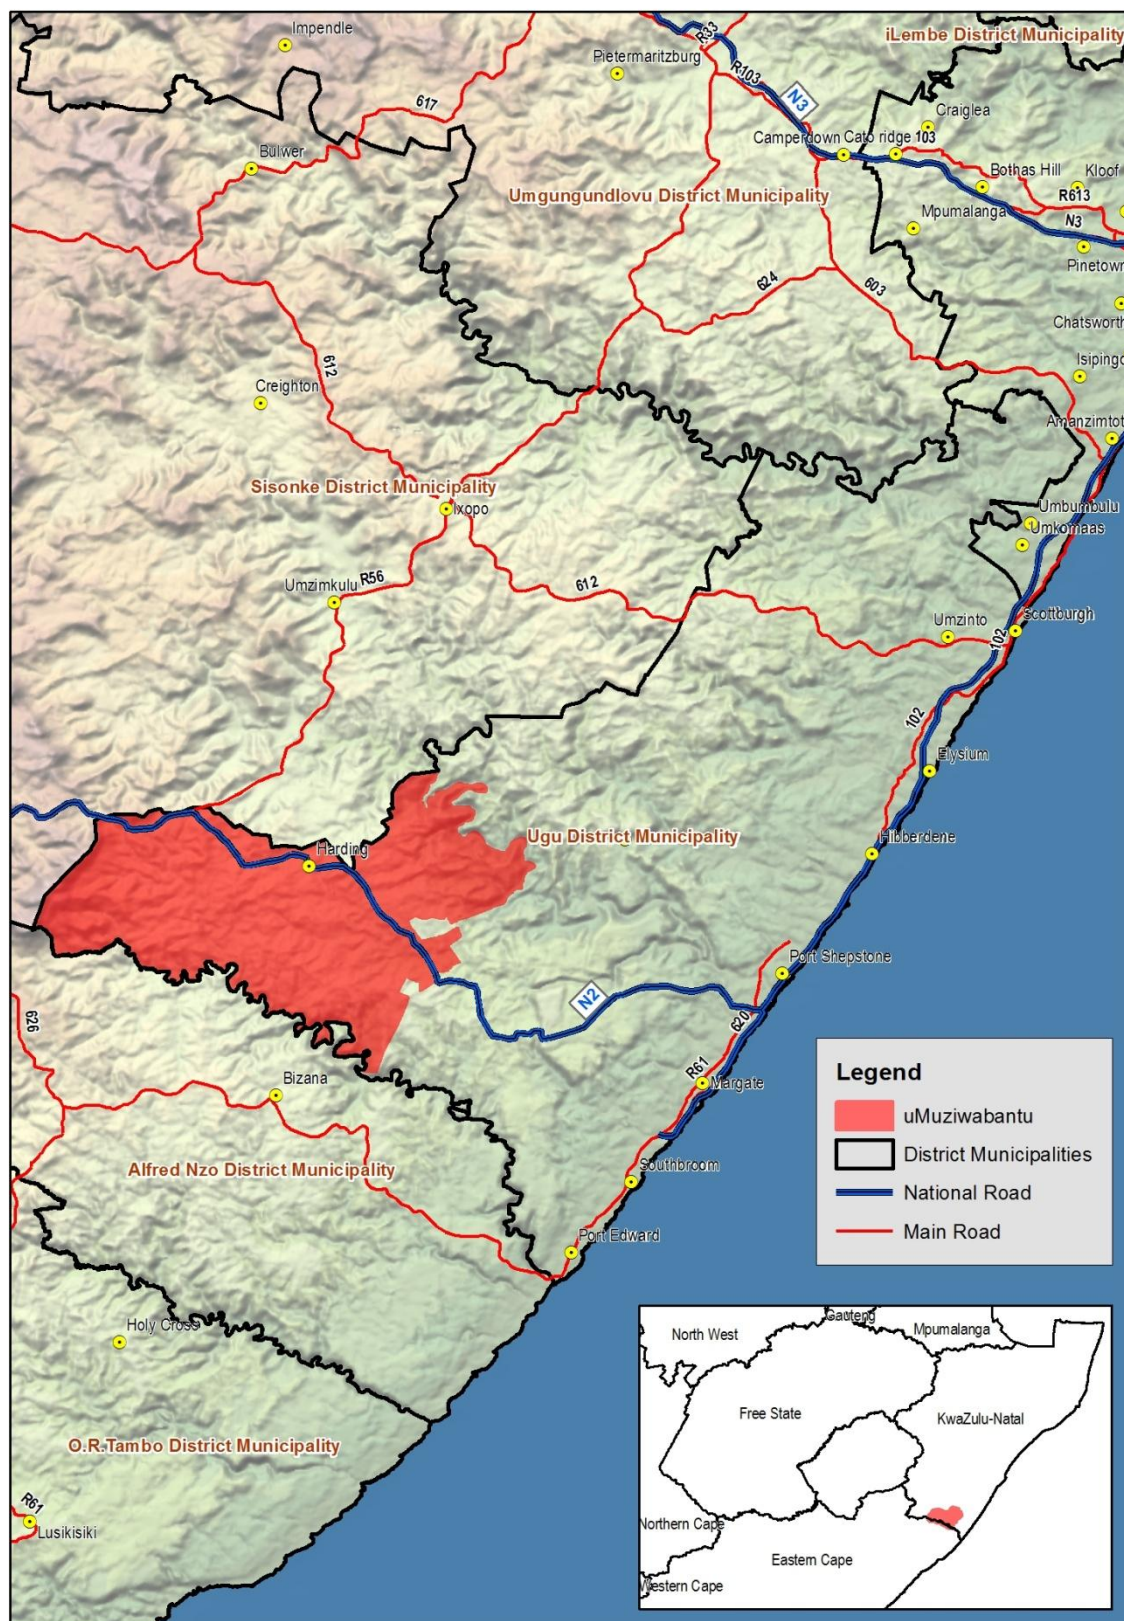 Impendle
R33
iLembe District Municipality
Pietermaritzburg
R103
N3
617
Craiglea
Bulwer
Camperdown
Cato ridge
103
Bothas Hill
Kloof
Umgungundlovu District Municipality
R613
Mpumalanga
N3
Pinetown
624
603
Chatsworth
612
Isipingo
Creighton
Amanzimtot
Sisonke District Municipality
Ixopo
Umbumbulu
Umkomaas
R56
612
Umzimkulu
Umzinto
Scottburgh
102
102
Elysium
Ugu District Municipality
Hibberdene
Harding
Port Shepstone
N2
620
626
R61
Margate
Bizana
Alfred Nzo District Municipality
Southbroom
Port Edward
Holy Cross
O.R.Tambo District Municipality
R61
Lusikisiki
Legend
uMuziwabantu
District Municipalities
National Road
Main Road
Gauteng
North West
Mpumalanga
Free State
KwaZulu-Natal
Northern Cape
Eastern Cape
Western Cape